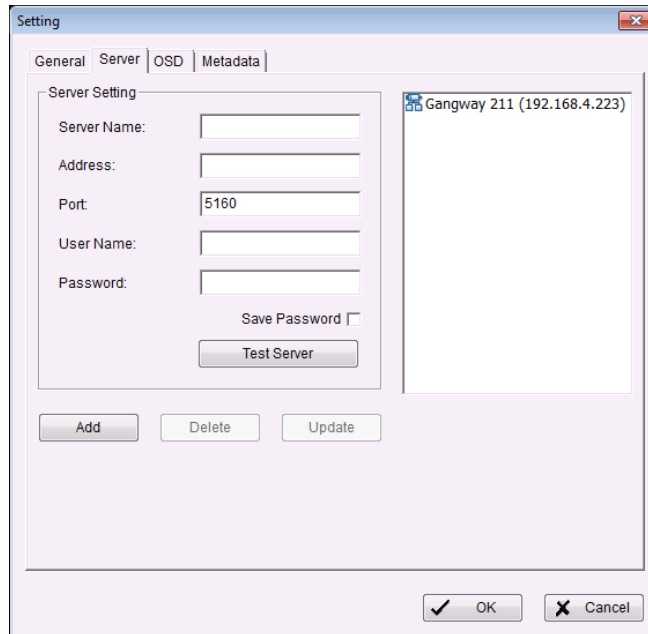 Setting
General Server OSD Metadata
Server Setting
Server Name:
Address:
Port: 5160
User Name:
Password:
Save Password
Test Server
Gangway 211 (192.168.4.223)
Add Delete Update
OK Cancel